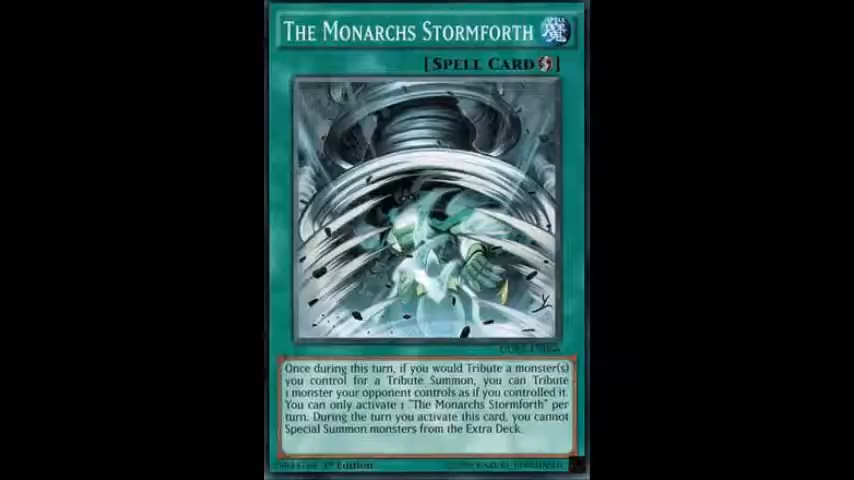 The Monarchs Stormforth
[Spell Card]
Once during this turn, if you would Tribute a monster(s)
you control for a Tribute Summon, you can Tribute
1 monster your opponent controls as if you controlled it.
You can only activate 1 "The Monarchs Stormforth" per
turn. During the turn you activate this card, you cannot
Special Summon monsters from the Extra Deck.
1st Edition